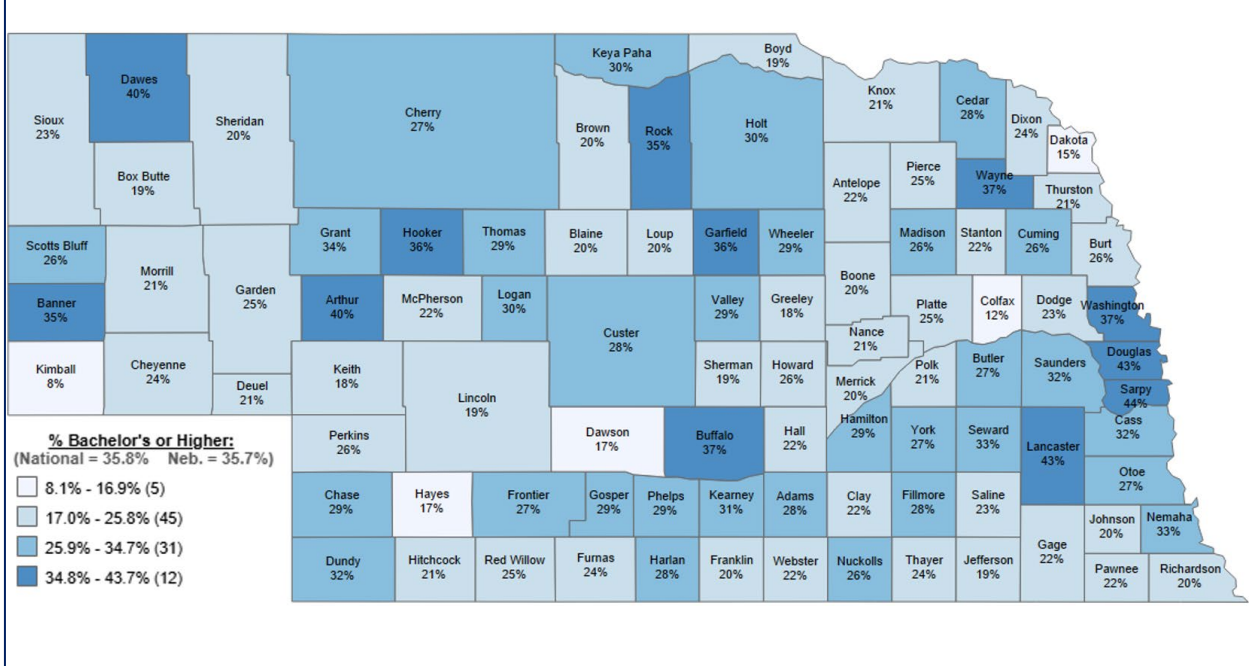 Keya Paha
30%
Boyd
19%
Dawes
40%
Knox
21%
Cedar
28%
Sioux
23%
Sheridan
20%
Cherry
27%
Brown
20%
Rock
35%
Holt
30%
Dixon
24%
Dakota
15%
Box Butte
19%
Antelope
22%
Pierce
25%
Wayne
37%
Thurston
21%
Scotts Bluff
26%
Grant
34%
Hooker
36%
Thomas
29%
Blaine
20%
Loup
20%
Garfield
36%
Wheeler
29%
Madison
26%
Stanton
22%
Cuming
26%
Burt
26%
Banner
35%
Morrill
21%
Garden
25%
Arthur
40%
McPherson
22%
Logan
30%
Custer
28%
Valley
29%
Greeley
18%
Boone
20%
Platte
25%
Colfax
12%
Dodge
23%
Washington
37%
Nance
21%
Kimball
8%
Cheyenne
24%
Deuel
21%
Keith
18%
Lincoln
19%
Sherman
19%
Howard
26%
Merrick
20%
Polk
21%
Butler
27%
Saunders
32%
Douglas
43%
Sarpy
44%
Perkins
26%
Dawson
17%
Buffalo
37%
Hall
22%
Hamilton
29%
York
27%
Seward
33%
Lancaster
43%
Cass
32%
Otoe
27%
Chase
29%
Hayes
17%
Frontier
27%
Gosper
29%
Phelps
29%
Kearney
31%
Adams
28%
Clay
22%
Fillmore
28%
Saline
23%
Johnson
20%
Nemaha
33%
Dundy
32%
Hitchcock
21%
Red Willow
25%
Furnas
24%
Harlan
28%
Franklin
20%
Webster
22%
Nuckolls
26%
Thayer
24%
Jefferson
19%
Gage
22%
Pawnee
22%
Richardson
20%
% Bachelor's or Higher:
(National = 35.8% Neb. = 35.7%)
8.1% - 16.9% (5)
17.0% - 25.8% (45)
25.9% - 34.7% (31)
34.8% - 43.7% (12)